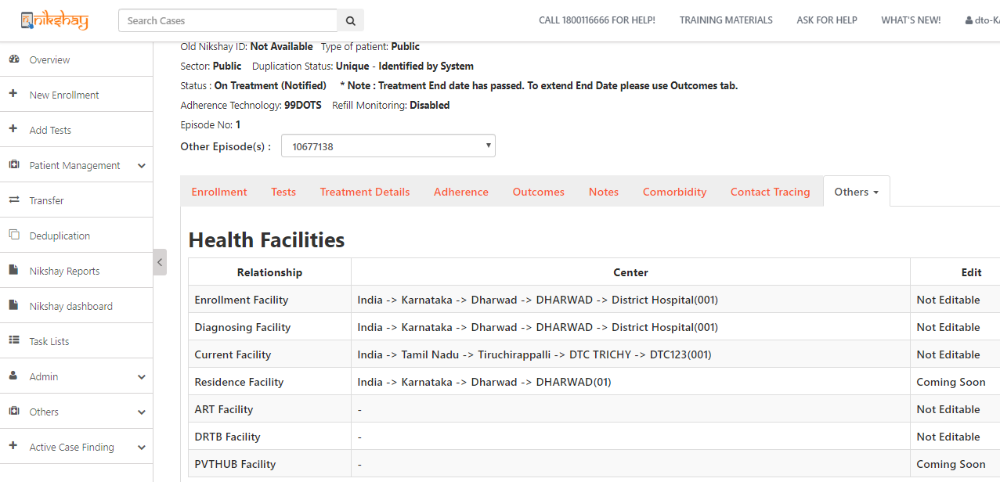 nikshay
Search Cases
CALL 1800116666 FOR HELP! TRAINING MATERIALS ASK FOR HELP WHAT'S NEW! dto-KA
Overview
New Enrollment
Add Tests
Patient Management
Transfer
Deduplication
Nikshay Reports
Nikshay dashboard
Task Lists
Admin
Others
Active Case Finding
Old Nikshay ID: Not Available Type of patient: Public
Sector: Public Duplication Status: Unique - Identified by System
Status : On Treatment (Notified) * Note : Treatment End date has passed. To extend End Date please use Outcomes tab.
Adherence Technology: 99DOTS Refill Monitoring: Disabled
Episode No: 1
Other Episode(s) : 10677138
Enrollment Tests Treatment Details Adherence Outcomes Notes Comorbidity Contact Tracing Others
Health Facilities
Relationship Center Edit
Enrollment Facility India -> Karnataka -> Dharwad -> DHARWAD -> District Hospital(001) Not Editable
Diagnosing Facility India -> Karnataka -> Dharwad -> DHARWAD -> District Hospital(001) Not Editable
Current Facility India -> Tamil Nadu -> Tiruchirappalli -> DTC TRICHY -> DTC123(001) Not Editable
Residence Facility India -> Karnataka -> Dharwad -> DHARWAD(01) Coming Soon
ART Facility - Not Editable
DRTB Facility - Not Editable
PVTHUB Facility - Coming Soon